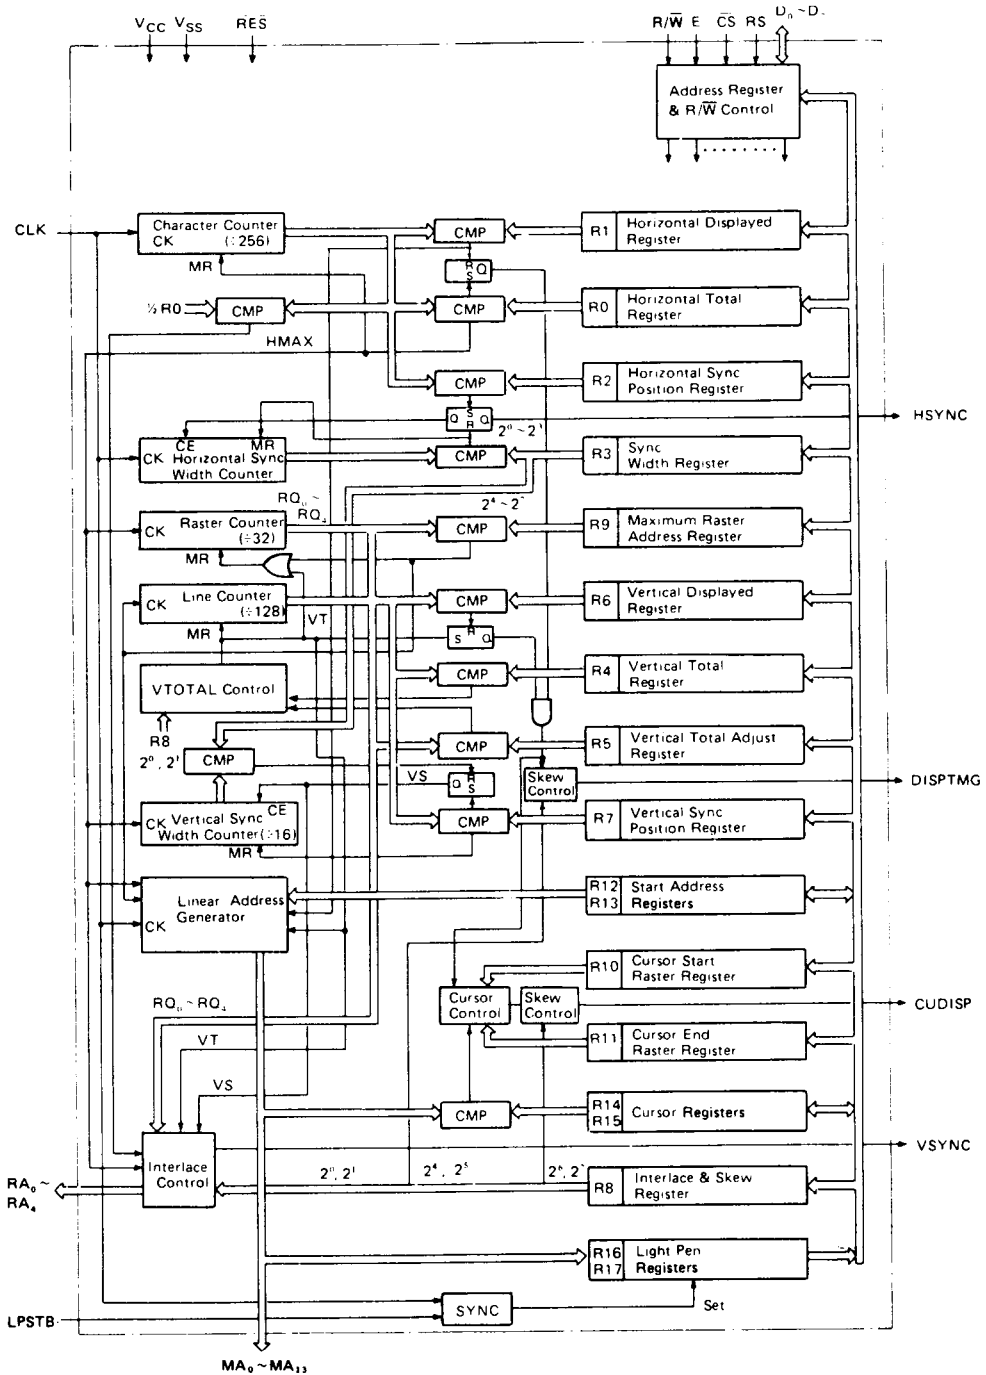 VCC VSS RES R/W E CS RS D0~D
Address Register
& R/W Control
CLK
Character Counter
CK (÷256)
MR
CMP
R1 Horizontal Displayed
Register
R S Q
½ R0
CMP
CMP
R0 Horizontal Total
Register
HMAX
CMP
R2 Horizontal Sync
Position Register
Q S R Q
HSYNC
2⁰~2³
CE MR
CK Horizontal Sync
Width Counter
CMP
R3 Sync
Width Register
RQ0~
RQ4
2⁴~2
CK Raster Counter
(÷32)
MR
CMP
R9 Maximum Raster
Address Register
CK Line Counter
(÷128)
MR
VT
CMP
R6 Vertical Displayed
Register
S R Q
VTOTAL Control
R8
CMP
R4 Vertical Total
Register
2⁰, 2¹
CMP
CMP
R5 Vertical Total Adjust
Register
VS
Q R S
Skew
Control
DISPTMG
CK Vertical Sync CE
Width Counter (÷16)
MR
CMP
R7 Vertical Sync
Position Register
Linear Address
Generator
CK
R12
R13
Start Address
Registers
R10 Cursor Start
Raster Register
RQ0~RQ4
Cursor
Control
Skew
Control
CUDISP
VT
R11 Cursor End
Raster Register
VS
CMP
R14
R15
Cursor Registers
VSYNC
Interlace
Control
2⁰, 2¹
2⁴, 2⁵
2⁶, 2
R8 Interlace & Skew
Register
RA0~
RA4
R16
R17
Light Pen
Registers
SYNC
Set
LPSTB
MA0~MA13